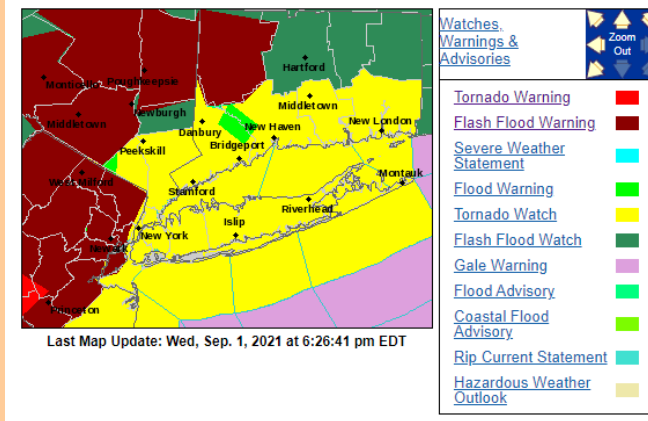 Watches,
Warnings &
Advisories
Zoom
Out
Hartford
Monticello
Poughkeepsie
Middletown
Middletown
Newburgh
Danbury
New Haven
New London
Peekskill
Bridgeport
West Milford
Stamford
Montauk
Riverhead
New York
Islip
Newark
Princeton
Last Map Update: Wed, Sep. 1, 2021 at 6:26:41 pm EDT
Tornado Warning
Flash Flood Warning
Severe Weather
Statement
Flood Warning
Tornado Watch
Flash Flood Watch
Gale Warning
Flood Advisory
Coastal Flood
Advisory
Rip Current Statement
Hazardous Weather
Outlook